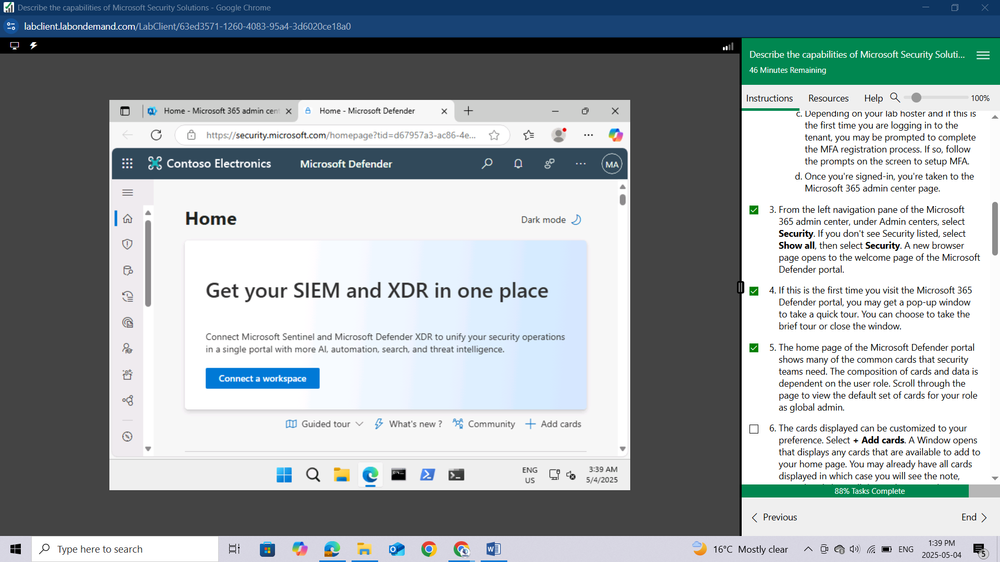 Describe the capabilities of Microsoft Security Solutions - Google Chrome
labclient.labondemand.com/LabClient/63ed3571-1260-4083-95a4-3d6020ce18a0
Home - Microsoft 365 admin cent
Home - Microsoft Defender
https://security.microsoft.com/homepage?tid=d67957a3-ac86-4e...
Contoso Electronics
Microsoft Defender
MA
Home
Dark mode
Get your SIEM and XDR in one place
Connect Microsoft Sentinel and Microsoft Defender XDR to unify your security operations
in a single portal with more AI, automation, search, and threat intelligence.
Connect a workspace
Guided tour
What's new ?
Community
Add cards
ENG
US
3:39 AM
5/4/2025
Describe the capabilities of Microsoft Security Soluti...
46 Minutes Remaining
Instructions
Resources
Help
100%
c. Depending on your lab hoster and if this is
the first time you are logging in to the
tenant, you may be prompted to complete
the MFA registration process. If so, follow
the prompts on the screen to setup MFA.
d. Once you're signed-in, you're taken to the
Microsoft 365 admin center page.
3. From the left navigation pane of the Microsoft
365 admin center, under Admin centers, select
Security. If you don't see Security listed, select
Show all, then select Security. A new browser
page opens to the welcome page of the Microsoft
Defender portal.
4. If this is the first time you visit the Microsoft 365
Defender portal, you may get a pop-up window
to take a quick tour. You can choose to take the
brief tour or close the window.
5. The home page of the Microsoft Defender portal
shows many of the common cards that security
teams need. The composition of cards and data is
dependent on the user role. Scroll through the
page to view the default set of cards for your role
as global admin.
6. The cards displayed can be customized to your
preference. Select + Add cards. A Window opens
that displays any cards that are available to add to
your home page. You may already have all cards
displayed in which case you will see the note,
88% Tasks Complete
Previous
End
Type here to search
16°C Mostly clear
ENG
1:39 PM
2025-05-04
5